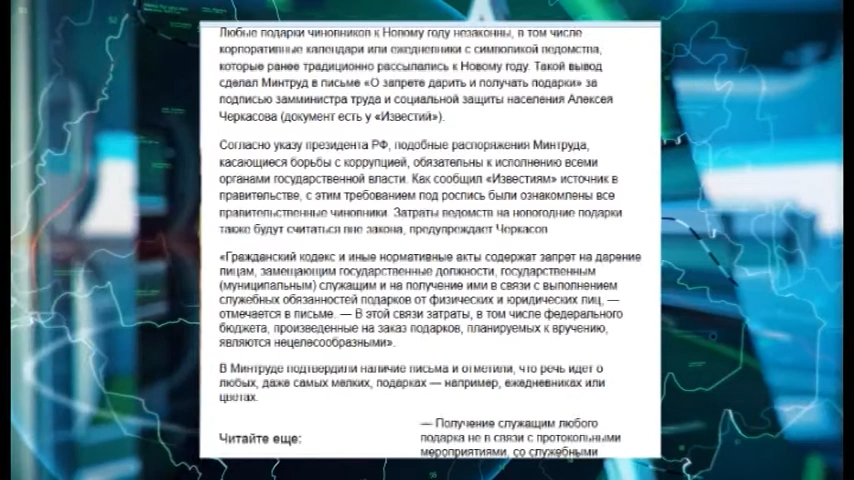 Любые подарки чиновников к Новому году незаконны, в том числе
корпоративные календари или ежедневники с символикой ведомства,
которые ранее традиционно рассылались к Новому году. Такой вывод
сделал Минтруд в письме «О запрете дарить и получать подарки» за
подписью замминистра труда и социальной защиты населения Алексея
Черкасова (документ есть у «Известий»).
Согласно указу президента РФ, подобные распоряжения Минтруда,
касающиеся борьбы с коррупцией, обязательны к исполнению всеми
органами государственной власти. Как сообщил «Известиям» источник в
правительстве, с этим требованием под роспись были ознакомлены все
правительственные чиновники. Затраты ведомств на новогодние подарки
также будут считаться вне закона, предупреждает Черкасов
«Гражданский кодекс и иные нормативные акты содержат запрет на дарение
лицам, замещающим государственные должности, государственным
(муниципальным) служащим и на получение ими в связи с выполнением
служебных обязанностей подарков от физических и юридических лиц, —
отмечается в письме. — В этой связи затраты, в том числе федерального
бюджета, произведенные на заказ подарков, планируемых к вручению,
являются нецелесообразными».
В Минтруде подтвердили наличие письма и отметили, что речь идет о
любых, даже самых мелких, подарках — например, ежедневниках или
цветах.
— Получение служащим любого
Читайте еще: подарка не в связи с протокольными
мероприятиями, со служебными